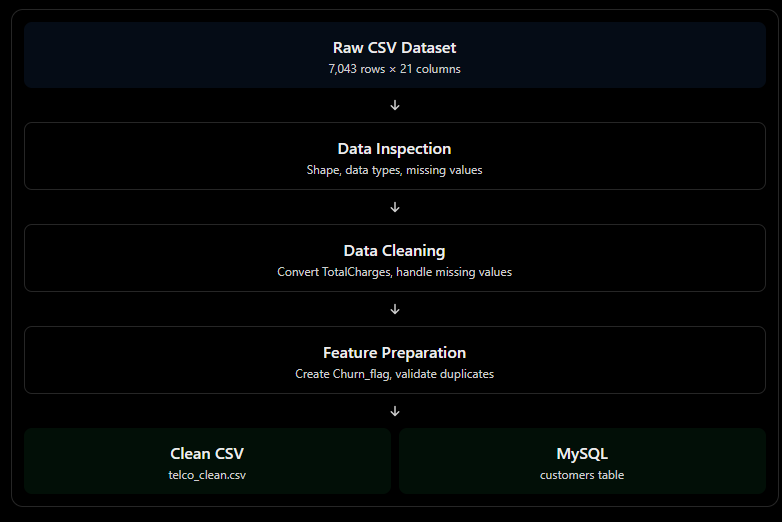 Raw CSV Dataset
7,043 rows × 21 columns
↓
Data Inspection
Shape, data types, missing values
↓
Data Cleaning
Convert TotalCharges, handle missing values
↓
Feature Preparation
Create Churn_flag, validate duplicates
↓
Clean CSV
telco_clean.csv
MySQL
customers table